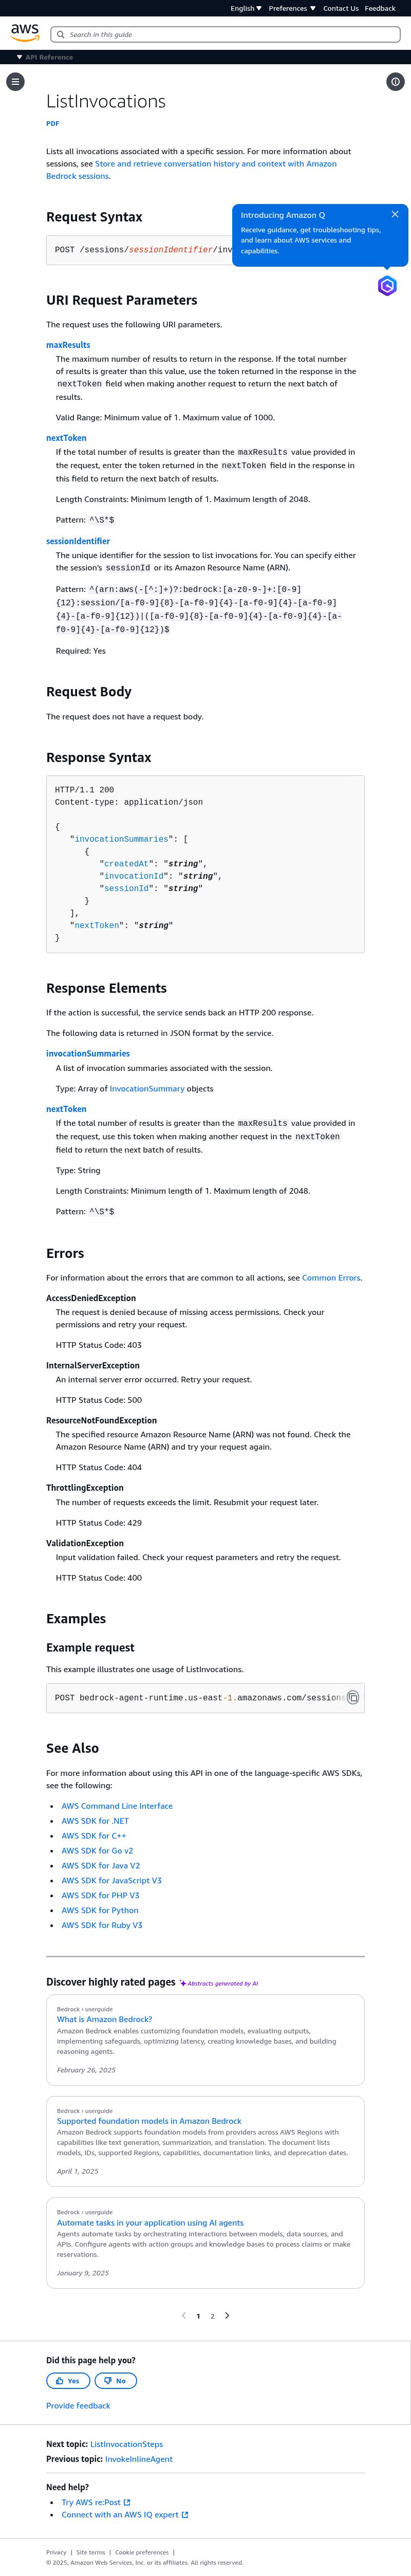 English Preferences Contact Us Feedback
aws
Search in this guide
API Reference
ListInvocations
PDF
Lists all invocations associated with a specific session. For more information about
sessions, see Store and retrieve conversation history and context with Amazon
Bedrock sessions.
Request Syntax
POST /sessions/sessionIdentifier/inv
Introducing Amazon Q
Receive guidance, get troubleshooting tips,
and learn about AWS services and
capabilities.
URI Request Parameters
The request uses the following URI parameters.
maxResults
The maximum number of results to return in the response. If the total number
of results is greater than this value, use the token returned in the response in the
nextToken field when making another request to return the next batch of
results.
Valid Range: Minimum value of 1. Maximum value of 1000.
nextToken
If the total number of results is greater than the maxResults value provided in
the request, enter the token returned in the nextToken field in the response in
this field to return the next batch of results.
Length Constraints: Minimum length of 1. Maximum length of 2048.
Pattern: ^\S*$
sessionIdentifier
The unique identifier for the session to list invocations for. You can specify either
the session's sessionId or its Amazon Resource Name (ARN).
Pattern: ^(arn:aws(-[^:]+)?:bedrock:[a-z0-9-]+:[0-9]
{12}:session/[a-f0-9]{8}-[a-f0-9]{4}-[a-f0-9]{4}-[a-f0-9]
{4}-[a-f0-9]{12})|([a-f0-9]{8}-[a-f0-9]{4}-[a-f0-9]{4}-[a-
f0-9]{4}-[a-f0-9]{12})$
Required: Yes
Request Body
The request does not have a request body.
Response Syntax
HTTP/1.1 200
Content-type: application/json
{
"invocationSummaries": [
{
"createdAt": "string",
"invocationId": "string",
"sessionId": "string"
}
],
"nextToken": "string"
}
Response Elements
If the action is successful, the service sends back an HTTP 200 response.
The following data is returned in JSON format by the service.
invocationSummaries
A list of invocation summaries associated with the session.
Type: Array of InvocationSummary objects
nextToken
If the total number of results is greater than the maxResults value provided in
the request, use this token when making another request in the nextToken
field to return the next batch of results.
Type: String
Length Constraints: Minimum length of 1. Maximum length of 2048.
Pattern: ^\S*$
Errors
For information about the errors that are common to all actions, see Common Errors.
AccessDeniedException
The request is denied because of missing access permissions. Check your
permissions and retry your request.
HTTP Status Code: 403
InternalServerException
An internal server error occurred. Retry your request.
HTTP Status Code: 500
ResourceNotFoundException
The specified resource Amazon Resource Name (ARN) was not found. Check the
Amazon Resource Name (ARN) and try your request again.
HTTP Status Code: 404
ThrottlingException
The number of requests exceeds the limit. Resubmit your request later.
HTTP Status Code: 429
ValidationException
Input validation failed. Check your request parameters and retry the request.
HTTP Status Code: 400
Examples
Example request
This example illustrates one usage of ListInvocations.
POST bedrock-agent-runtime.us-east-1.amazonaws.com/sessions
See Also
For more information about using this API in one of the language-specific AWS SDKs,
see the following:
• AWS Command Line Interface
• AWS SDK for .NET
• AWS SDK for C++
• AWS SDK for Go v2
• AWS SDK for Java V2
• AWS SDK for JavaScript V3
• AWS SDK for PHP V3
• AWS SDK for Python
• AWS SDK for Ruby V3
Discover highly rated pages Abstracts generated by AI
Bedrock › userguide
What is Amazon Bedrock?
Amazon Bedrock enables customizing foundation models, evaluating outputs,
implementing safeguards, optimizing latency, creating knowledge bases, and building
reasoning agents.
February 26, 2025
Bedrock › userguide
Supported foundation models in Amazon Bedrock
Amazon Bedrock supports foundation models from providers across AWS Regions with
capabilities like text generation, summarization, and translation. The document lists
models, IDs, supported Regions, capabilities, documentation links, and deprecation dates.
April 1, 2025
Bedrock › userguide
Automate tasks in your application using AI agents
Agents automate tasks by orchestrating interactions between models, data sources, and
APIs. Configure agents with action groups and knowledge bases to process claims or make
reservations.
January 9, 2025
1 2
Did this page help you?
Yes No
Provide feedback
Next topic: ListInvocationSteps
Previous topic: InvokeInlineAgent
Need help?
• Try AWS re:Post
• Connect with an AWS IQ expert
Privacy | Site terms | Cookie preferences |
© 2025, Amazon Web Services, Inc. or its affiliates. All rights reserved.